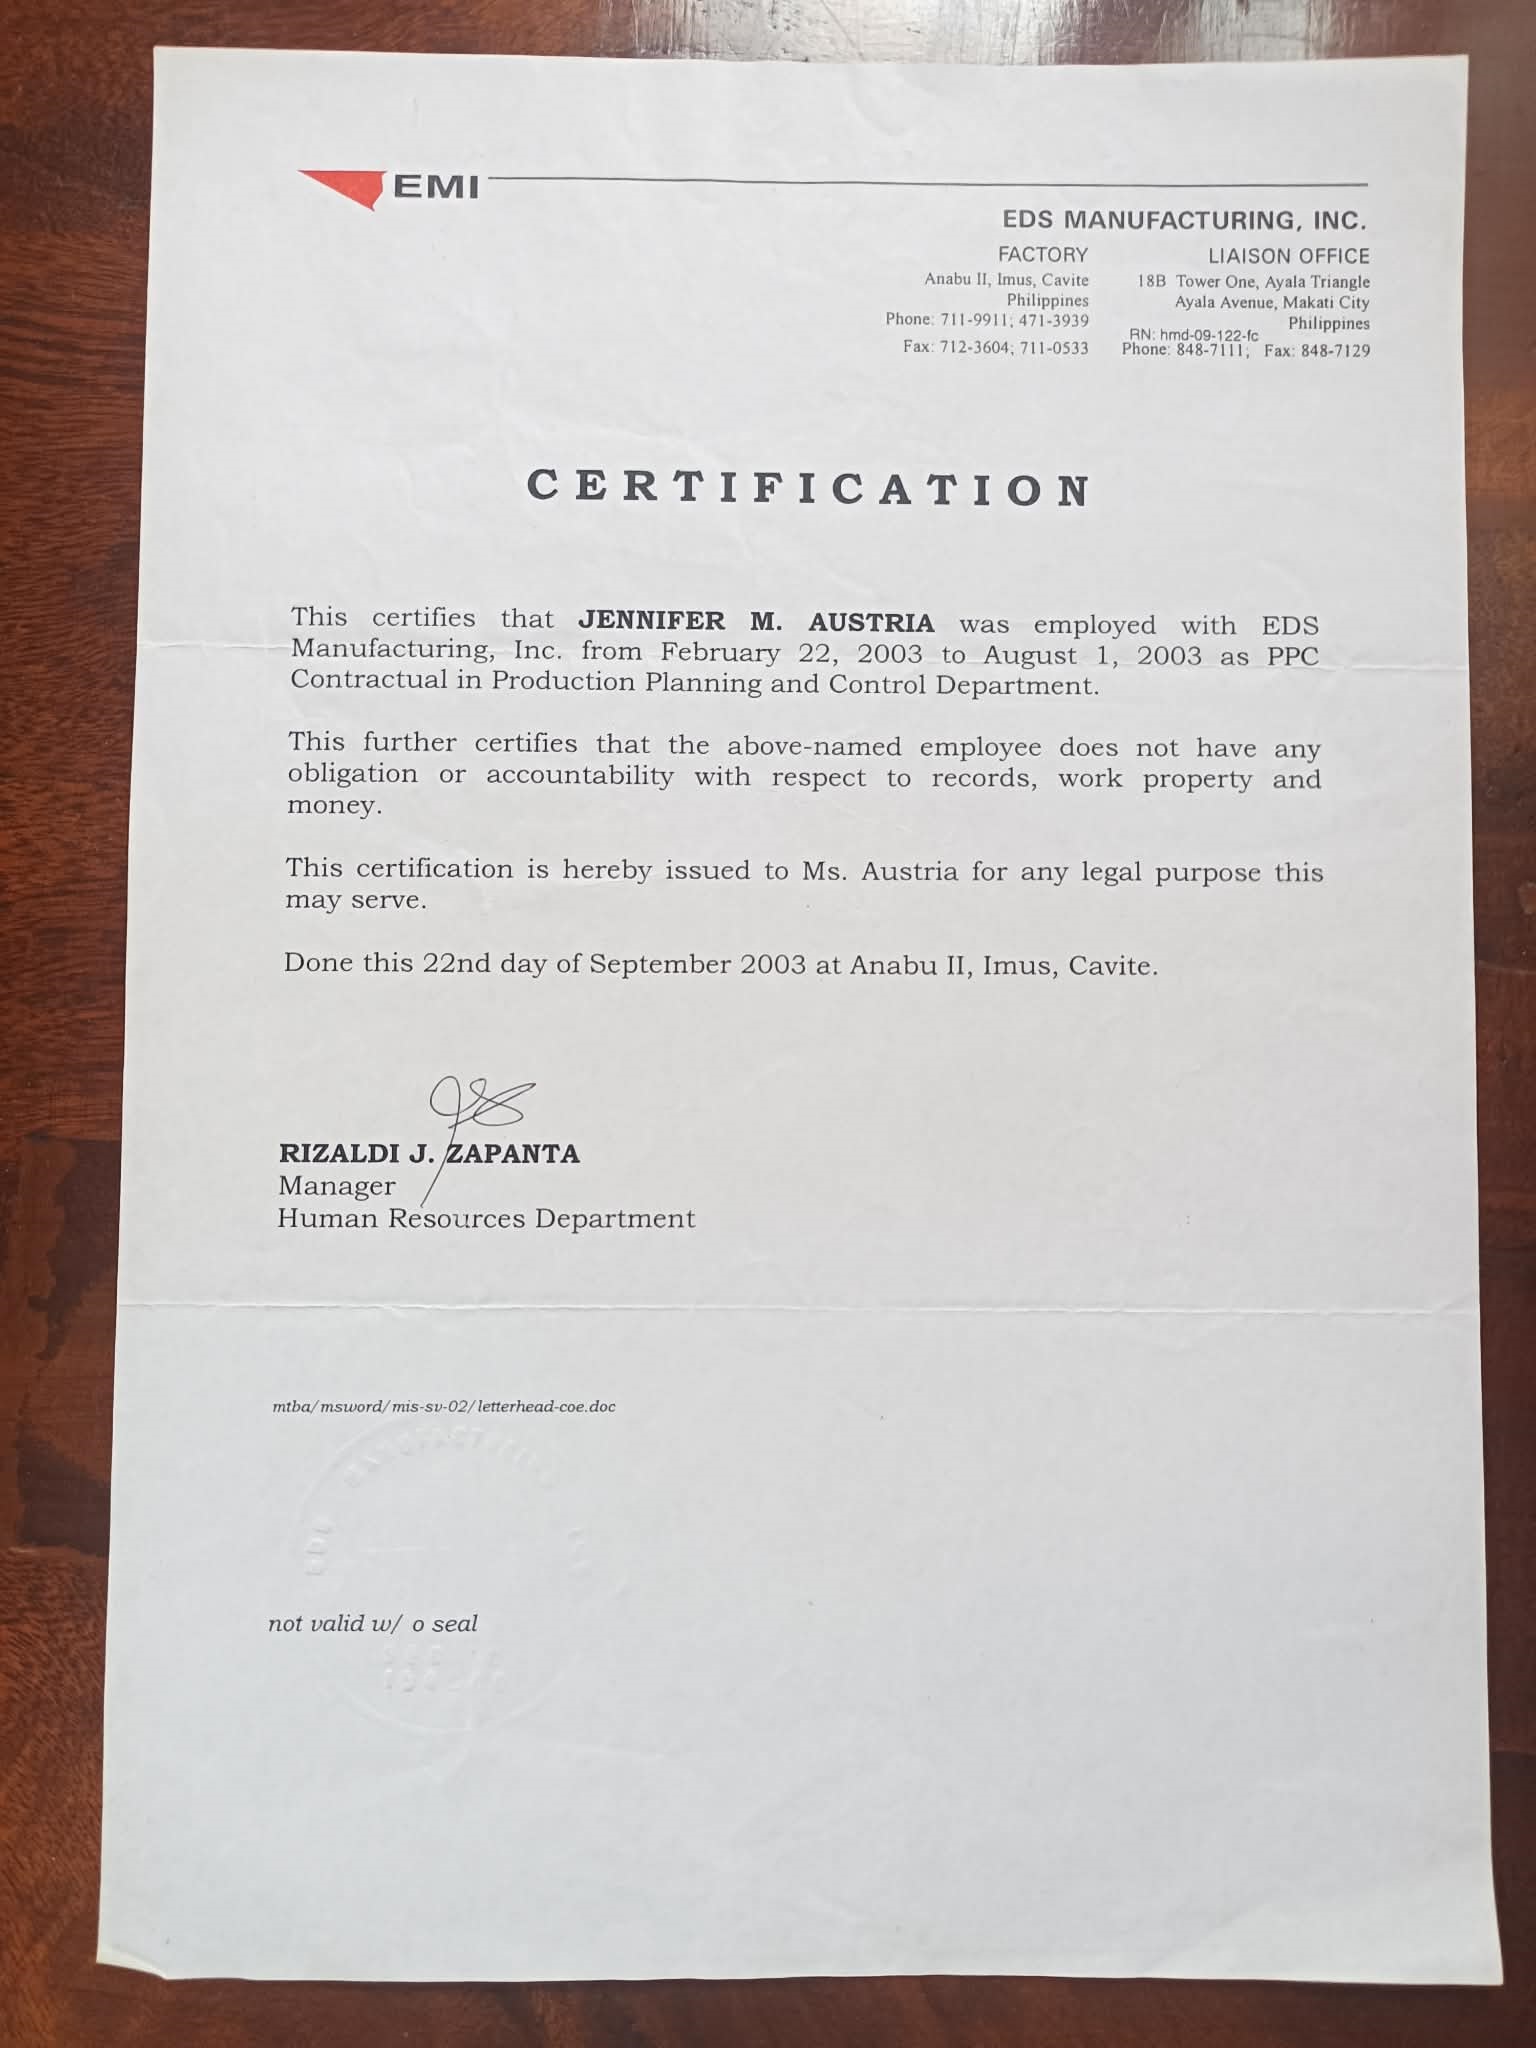 EMI
EDS MANUFACTURING, INC.
FACTORY
Anabu II, Imus, Cavite
Philippines
Phone: 711-9911; 471-3939
Fax: 712-3604; 711-0533
LIAISON OFFICE
18B Tower One, Ayala Triangle
Ayala Avenue, Makati City
Philippines
RN: hmd-09-122-fc
Phone: 848-7111; Fax: 848-7129
CERTIFICATION
This certifies that JENNIFER M. AUSTRIA was employed with EDS
Manufacturing, Inc. from February 22, 2003 to August 1, 2003 as PPC
Contractual in Production Planning and Control Department.
This further certifies that the above-named employee does not have any
obligation or accountability with respect to records, work property and
money.
This certification is hereby issued to Ms. Austria for any legal purpose this
may serve.
Done this 22nd day of September 2003 at Anabu II, Imus, Cavite.
RIZALDI J. ZAPANTA
Manager
Human Resources Department
mtba/msword/mis-sv-02/letterhead-coe.doc
not valid w/ o seal